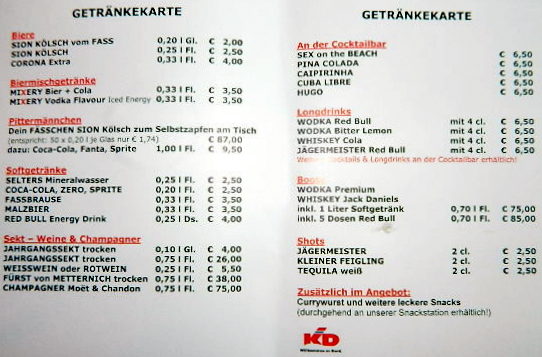 GETRÄNKEKARTE
Biere
SION KÖLSCH vom FASS 0,20 l Gl. € 2,00
SION KÖLSCH 0,25 l Fl. € 2,50
CORONA Extra 0,33 l Fl. € 4,00
Biermischgetränke
MIXERY Bier + Cola 0,33 l Fl. € 3,50
MIXERY Vodka Flavour Iced Energy 0,33 l Fl. € 3,50
Pittermännchen
Dein FÄSSCHEN SION Kölsch zum Selbstzapfen am Tisch
(entspricht: 50 x 0,20 l je Glas nur € 1,74) € 87,00
dazu: Coca-Cola, Fanta, Sprite 1,00 l Fl. € 9,50
Softgetränke
SELTERS Mineralwasser 0,25 l Fl. € 2,50
COCA-COLA, ZERO, SPRITE 0,20 l Fl. € 2,50
FASSBRAUSE 0,33 l Fl. € 3,50
MALZBIER 0,33 l Fl. € 3,50
RED BULL Energy Drink 0,25 l Ds. € 4,00
Sekt – Weine & Champagner
JAHRGANGSSEKT trocken 0,10 l Gl. € 4,00
JAHRGANGSSEKT trocken 0,75 l Fl. € 26,00
WEISSWEIN oder ROTWEIN 0,25 l Fl. € 5,50
FÜRST von METTERNICH trocken 0,75 l Fl. € 38,00
CHAMPAGNER Moët & Chandon 0,75 l Fl. € 75,00
GETRÄNKEKARTE
An der Cocktailbar
SEX on the BEACH € 6,50
PINA COLADA € 6,50
CAIPIRINHA € 6,50
CUBA LIBRE € 6,50
HUGO € 6,50
Longdrinks
WODKA Red Bull mit 4 cl. € 6,50
WODKA Bitter Lemon mit 4 cl. € 6,50
WHISKEY Cola mit 4 cl. € 6,50
JÄGERMEISTER Red Bull mit 4 cl. € 6,50
Weitere Cocktails & Longdrinks an der Cocktailbar erhältlich!
Booze
WODKA Premium
WHISKEY Jack Daniels
inkl. 1 Liter Softgetränk 0,70 l Fl. € 75,00
inkl. 5 Dosen Red Bull 0,70 l Fl. € 85,00
Shots
JÄGERMEISTER 2 cl. € 2,50
KLEINER FEIGLING 2 cl. € 2,50
TEQUILA weiß 2 cl. € 2,50
Zusätzlich im Angebot:
Currywurst und weitere leckere Snacks
(durchgehend an unserer Snackstation erhältlich!)
KD
Willkommen an Bord